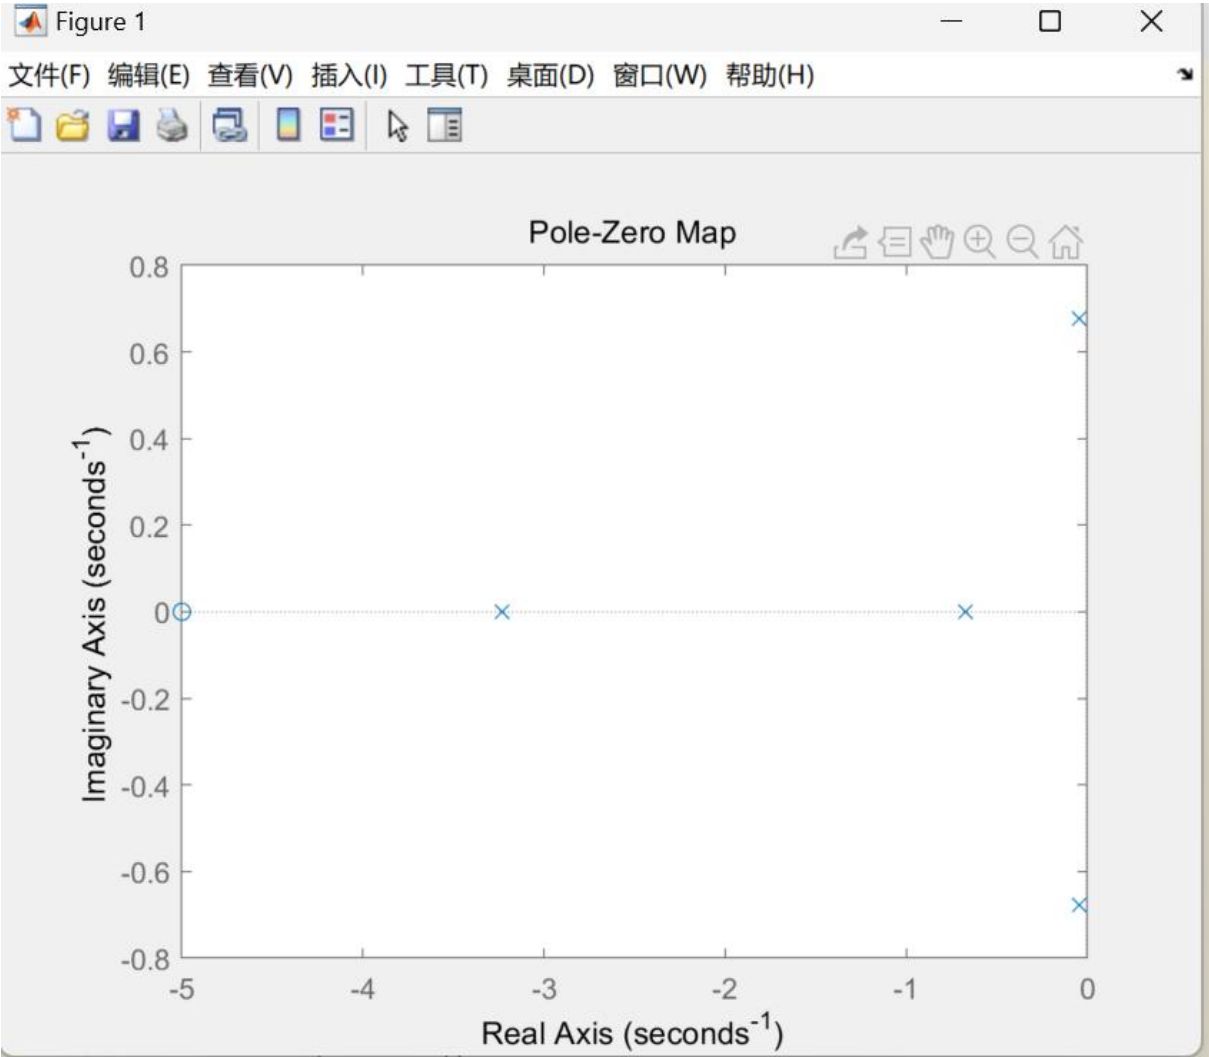 Figure 1
文件(F) 编辑(E) 查看(V) 插入(I) 工具(T) 桌面(D) 窗口(W) 帮助(H)
Pole-Zero Map
0.8
0.6
0.4
0.2
0
-0.2
-0.4
-0.6
-0.8
Imaginary Axis (seconds⁻¹)
-5 -4 -3 -2 -1 0
Real Axis (seconds⁻¹)